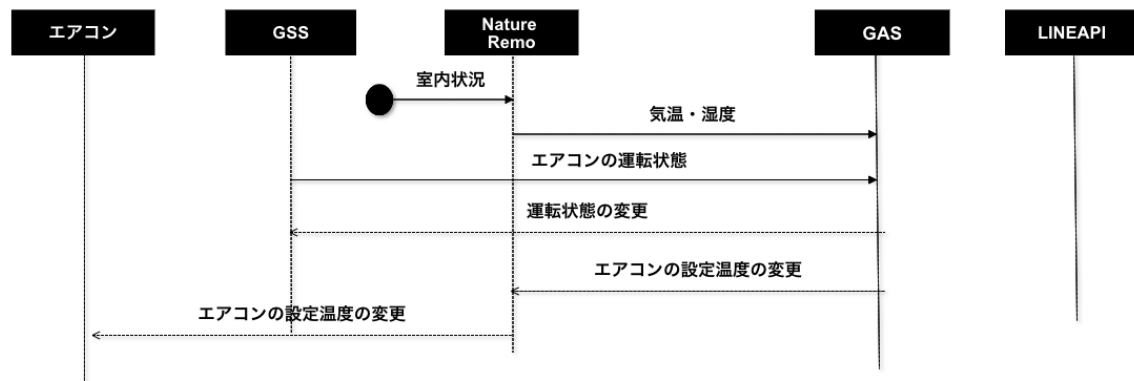 エアコン
GSS
Nature
Remo
GAS
LINEAPI
室内状況
気温・湿度
エアコンの運転状態
運転状態の変更
エアコンの設定温度の変更
エアコンの設定温度の変更